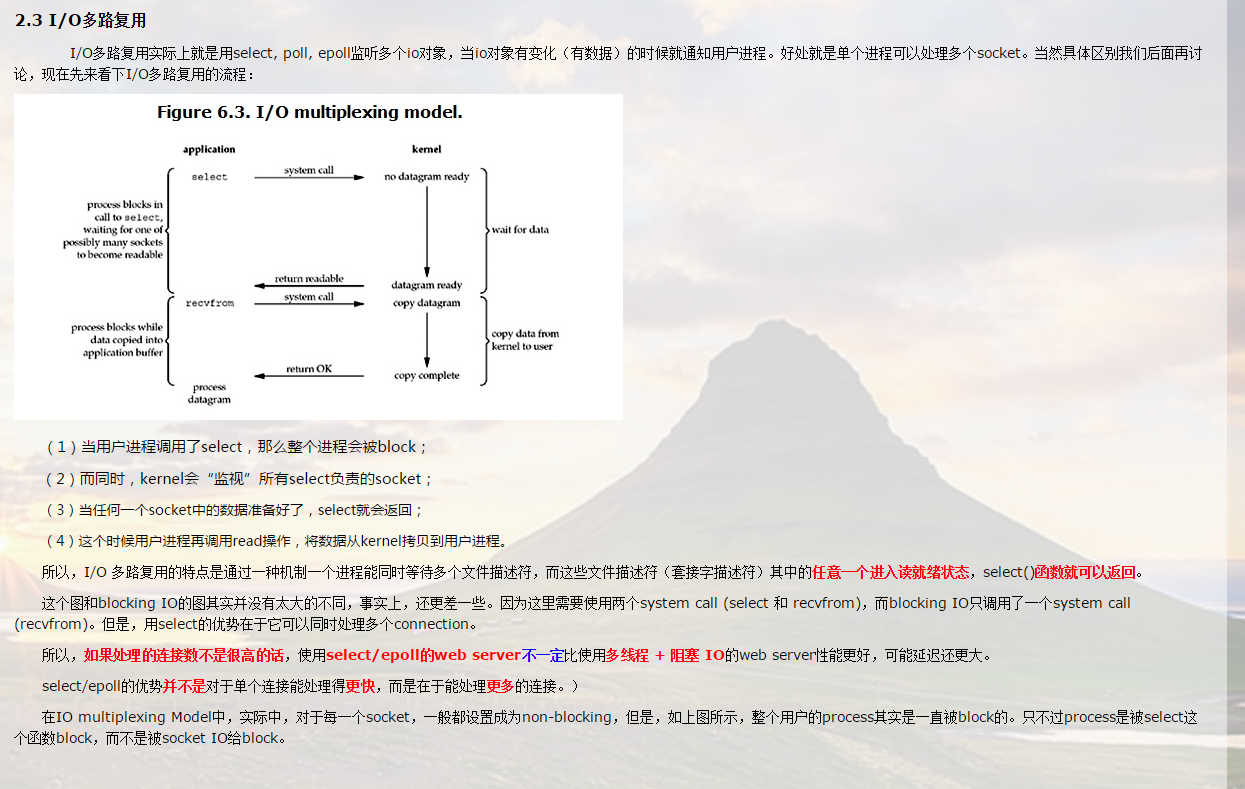 2.3 I/O多路复用
I/O多路复用实际上就是用select, poll, epoll监听多个io对象，当io对象有变化（有数据）的时候就通知用户进程。好处就是单个进程可以处理多个socket。当然具体区别我们后面再讨
论，现在先来看下I/O多路复用的流程：
Figure 6.3. I/O multiplexing model.
application
kernel
select
system call
no datagram ready
process blocks in
call to select,
waiting for one of
possibly many sockets
to become readable
wait for data
return readable
datagram ready
recvfrom
system call
copy datagram
process blocks while
data copied into
application buffer
copy data from
kernel to user
return OK
copy complete
process
datagram
（1）当用户进程调用了select，那么整个进程会被block；
（2）而同时，kernel会“监视”所有select负责的socket；
（3）当任何一个socket中的数据准备好了，select就会返回；
（4）这个时候用户进程再调用read操作，将数据从kernel拷贝到用户进程。
所以，I/O 多路复用的特点是通过一种机制一个进程能同时等待多个文件描述符，而这些文件描述符（套接字描述符）其中的任意一个进入读就绪状态，select()函数就可以返回。
这个图和blocking IO的图其实并没有太大的不同，事实上，还更差一些。因为这里需要使用两个system call (select 和 recvfrom)，而blocking IO只调用了一个system call
(recvfrom)。但是，用select的优势在于它可以同时处理多个connection。
所以，如果处理的连接数不是很高的话，使用select/epoll的web server不一定比使用多线程 + 阻塞 IO的web server性能更好，可能延迟还更大。
select/epoll的优势并不是对于单个连接能处理得更快，而是在于能处理更多的连接。）
在IO multiplexing Model中，实际中，对于每一个socket，一般都设置成为non-blocking，但是，如上图所示，整个用户的process其实是一直被block的。只不过process是被select这
个函数block，而不是被socket IO给block。